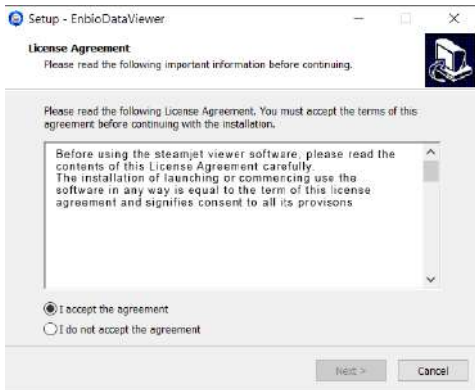 Setup - EnbioDataViewer
License Agreement
Please read the following important information before continuing.
Please read the following License Agreement. You must accept the terms of this
agreement before continuing with the installation.
Before using the steamjet viewer software, please read the
contents of this License Agreement carefully.
The installation of launching or commencing use the
software in any way is equal to the term of this license
agreement and signifies consent to all its provisons
I accept the agreement
I do not accept the agreement
Next >
Cancel